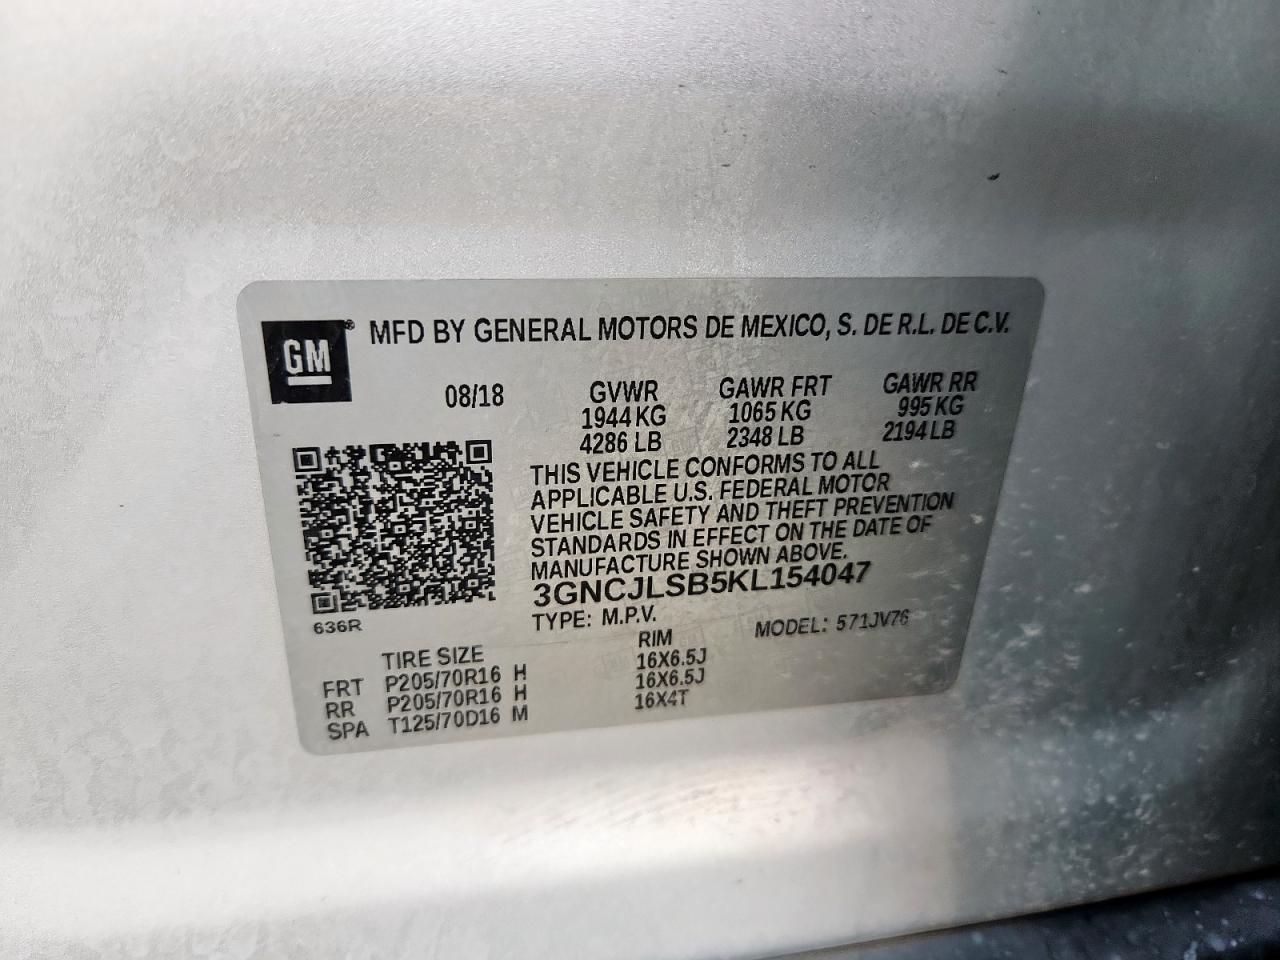 GM® MFD BY GENERAL MOTORS DE MEXICO, S. DE R.L. DE C.V.
08/18 GVWR GAWR FRT GAWR RR
1944 KG 1065 KG 995 KG
4286 LB 2348 LB 2194 LB
THIS VEHICLE CONFORMS TO ALL
APPLICABLE U.S. FEDERAL MOTOR
VEHICLE SAFETY AND THEFT PREVENTION
STANDARDS IN EFFECT ON THE DATE OF
MANUFACTURE SHOWN ABOVE.
3GNCJLSB5KL154047
636R
TYPE: M.P.V. MODEL: 571JV76
TIRE SIZE RIM
FRT P205/70R16 H 16X6.5J
RR P205/70R16 H 16X6.5J
SPA T125/70D16 M 16X4T